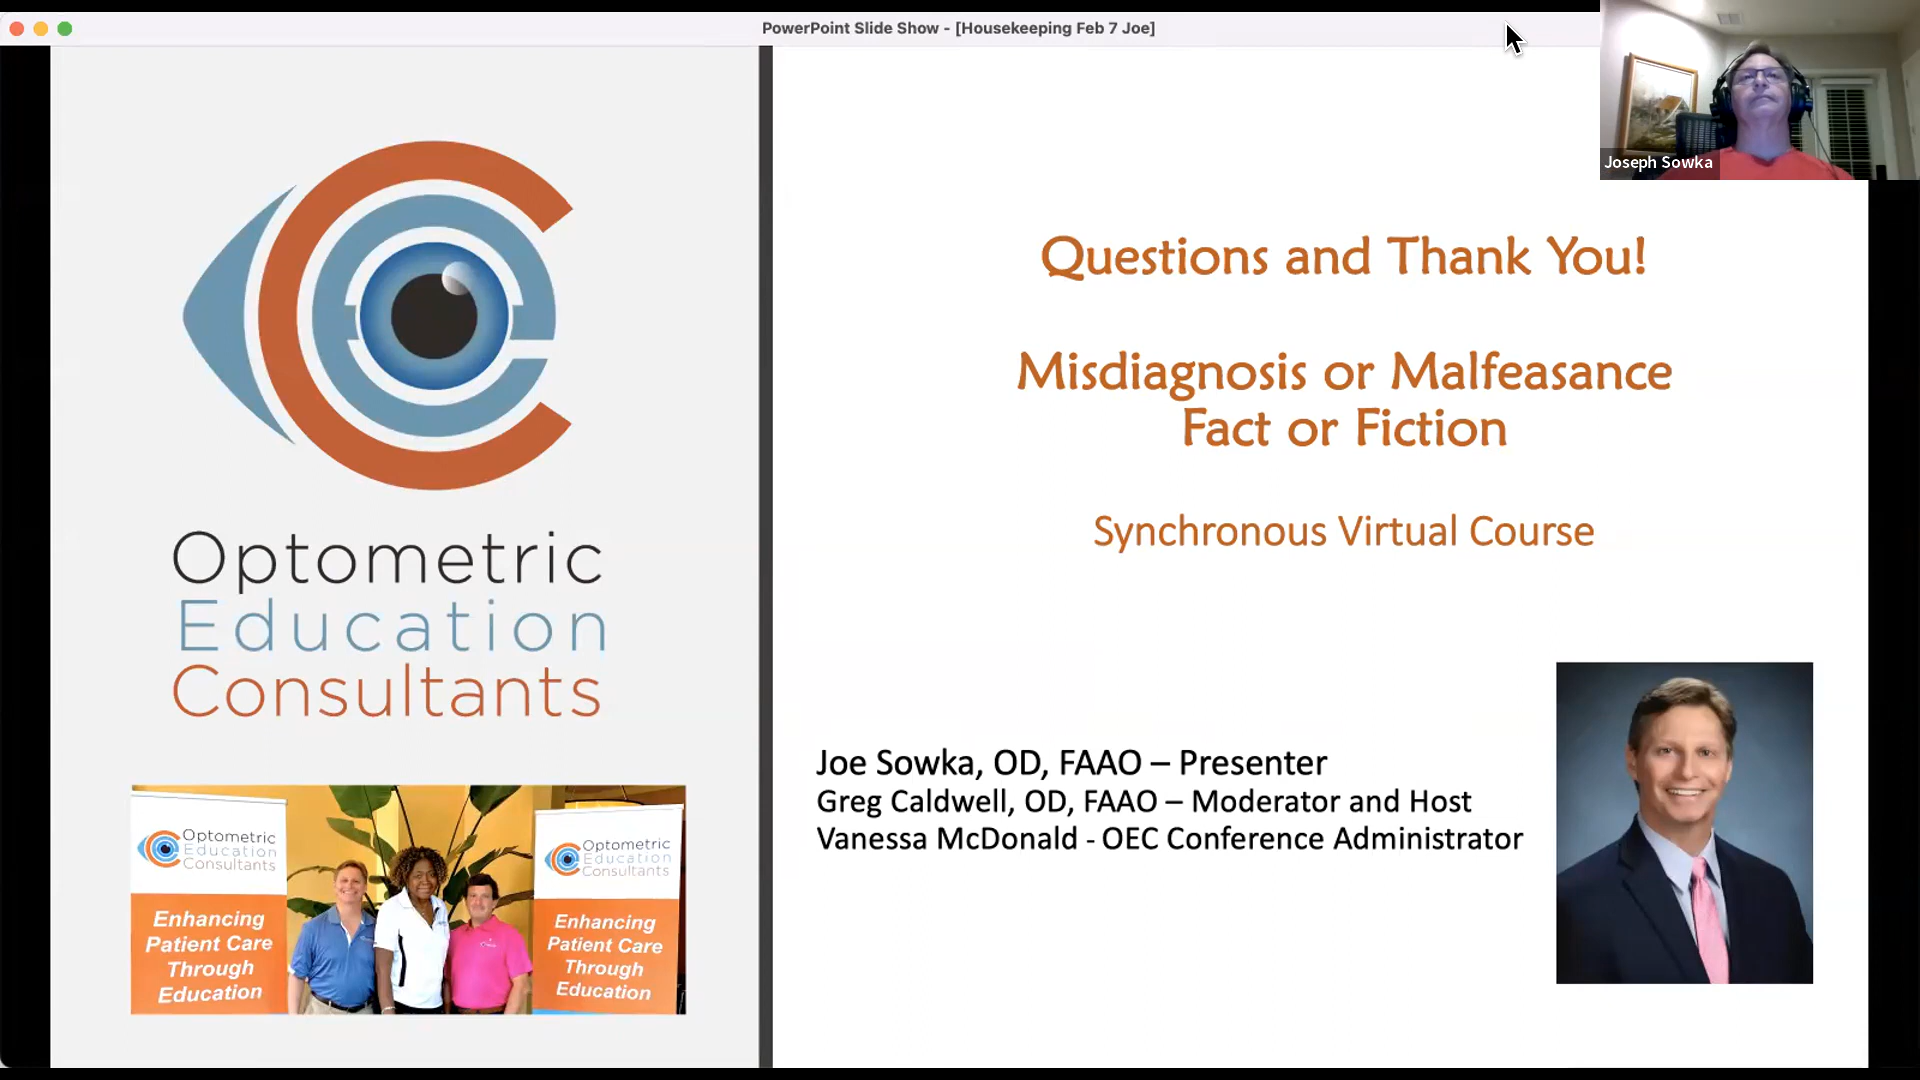 PowerPoint Slide Show - [Housekeeping Feb 7 Joe]
Joseph Sowka
Optometric
Education
Consultants
Optometric
Education
Consultants
Enhancing
Patient Care
Through
Education
Optometric
Education
Consultants
Enhancing
Patient Care
Through
Education
Questions and Thank You!
Misdiagnosis or Malfeasance
Fact or Fiction
Synchronous Virtual Course
Joe Sowka, OD, FAAO – Presenter
Greg Caldwell, OD, FAAO – Moderator and Host
Vanessa McDonald - OEC Conference Administrator